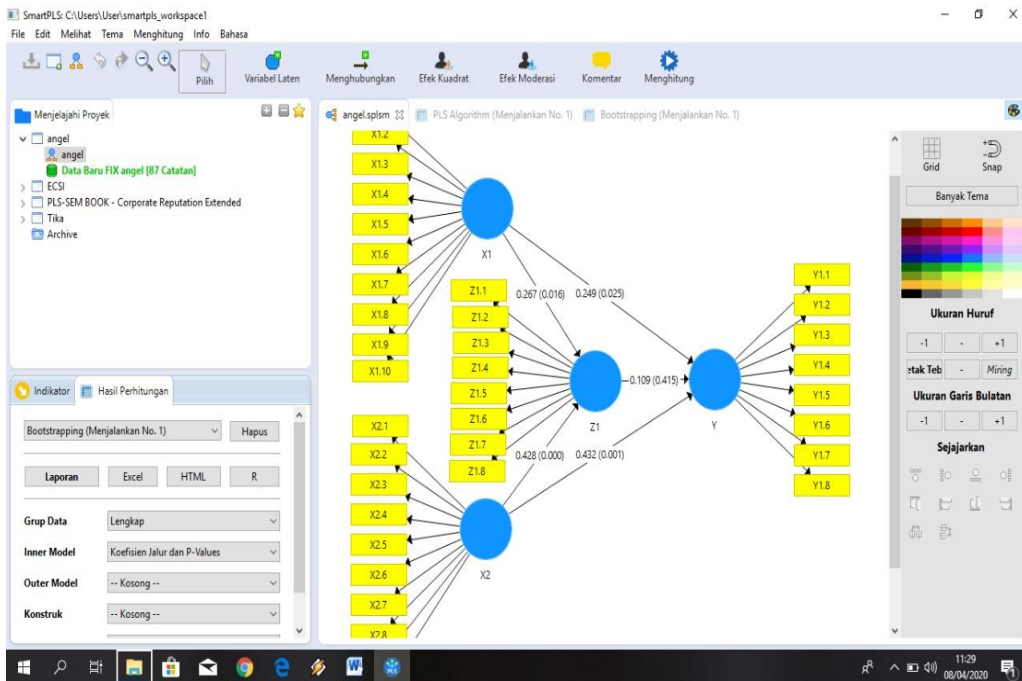 SmartPLS: C:\Users\User\smartpls_workspace1
File Edit Melihat Tema Menghitung Info Bahasa
Pilih
Variabel Laten
Menghubungkan
Efek Kuadrat
Efek Moderasi
Komentar
Menghitung
Menjelajahi Proyek
angel
angel
Data Baru FIX angel [87 Catatan]
ECSI
PLS-SEM BOOK - Corporate Reputation Extended
Tika
Archive
Indikator
Hasil Perhitungan
Bootstrapping (Menjalankan No. 1)
Hapus
Laporan
Excel
HTML
R
Grup Data
Lengkap
Inner Model
Koefisien Jalur dan P-Values
Outer Model
-- Kosong --
Konstruk
-- Kosong --
angel.splsm
PLS Algorithm (Menjalankan No. 1)
Bootstrapping (Menjalankan No. 1)
X1.2
X1.3
X1.4
X1.5
X1.6
X1.7
X1.8
X1.9
X1.10
X1
Z1.1
Z1.2
Z1.3
Z1.4
Z1.5
Z1.6
Z1.7
Z1.8
0.267 (0.016)
0.249 (0.025)
0.109 (0.415)
0.428 (0.000)
0.432 (0.001)
Z1
Y
Y1.1
Y1.2
Y1.3
Y1.4
Y1.5
Y1.6
Y1.7
Y1.8
X2.1
X2.2
X2.3
X2.4
X2.5
X2.6
X2.7
X2.8
X2
Grid
Snap
Banyak Tema
Ukuran Huruf
-1
-
+1
etak Teb
-
Miring
Ukuran Garis Bulatan
-1
-
+1
Sejajarkan
11:29
08/04/2020